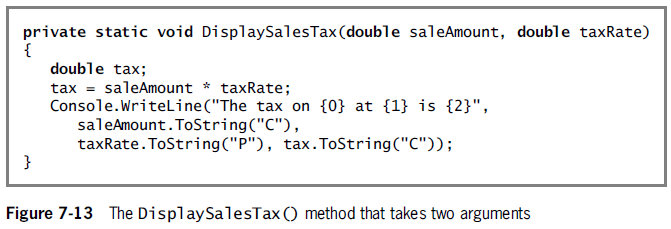 private static void DisplaySalesTax(double saleAmount, double taxRate)
{
double tax;
tax = saleAmount * taxRate;
Console.WriteLine("The tax on {0} at {1} is {2}",
saleAmount.ToString("C"),
taxRate.ToString("P"), tax.ToString("C"));
}
Figure 7-13 The DisplaySalesTax() method that takes two arguments